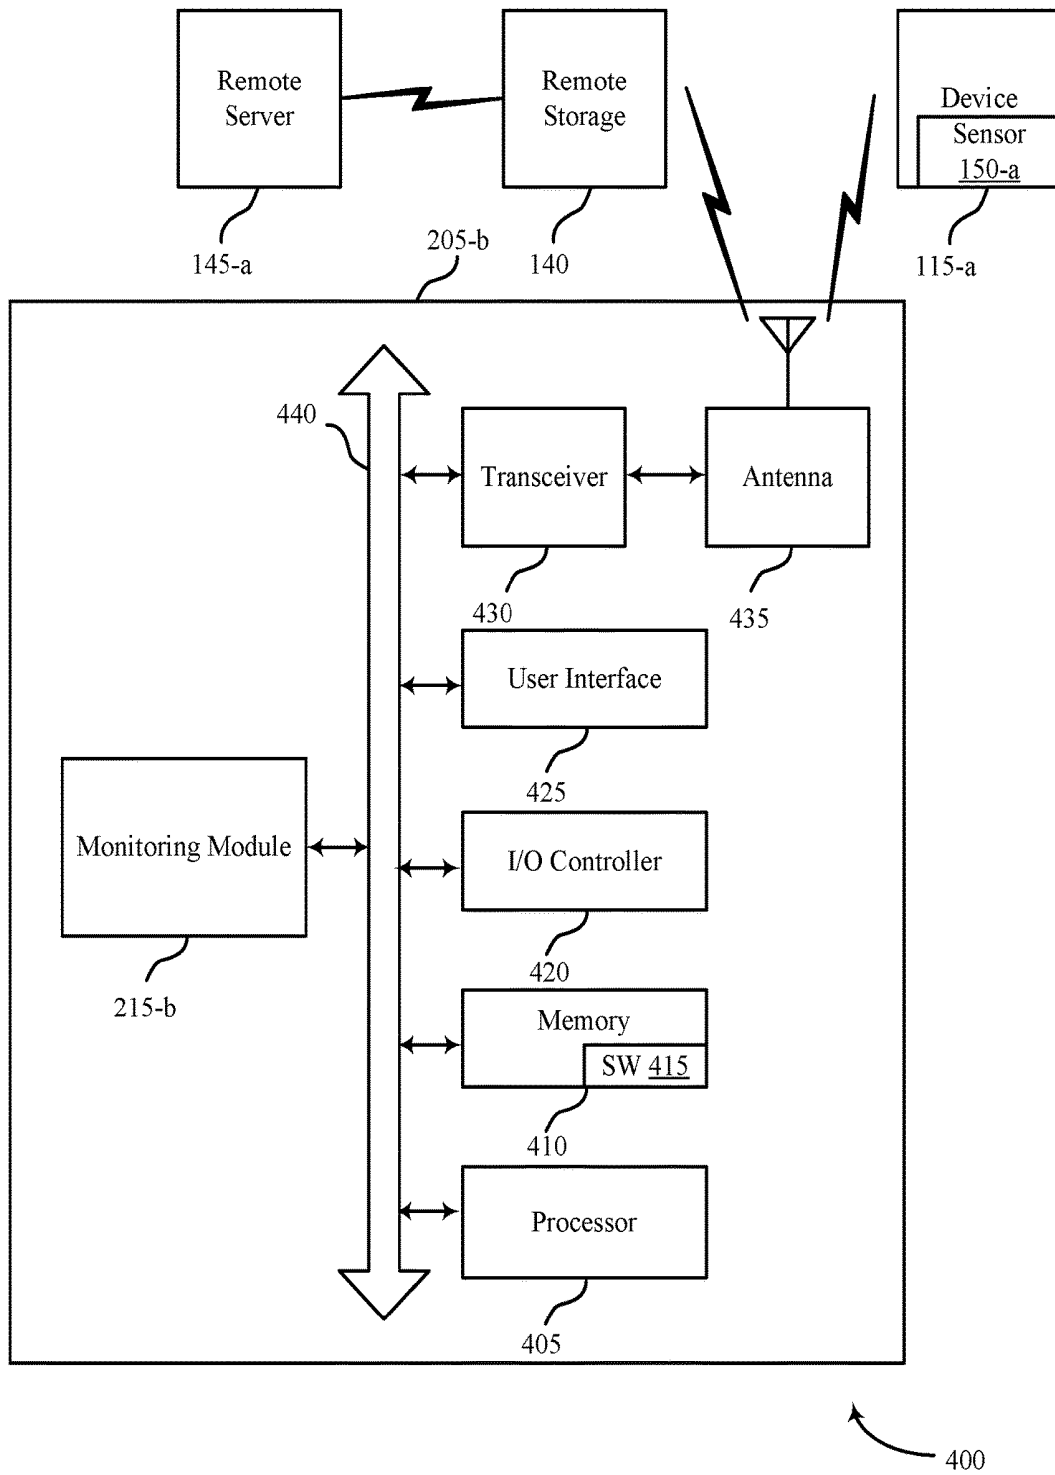 Remote
Server
Remote
Storage
Device
Sensor
150-a
145-a
140
115-a
205-b
440
Transceiver
Antenna
430
435
User Interface
425
Monitoring Module
215-b
I/O Controller
420
Memory
SW 415
410
Processor
405
400